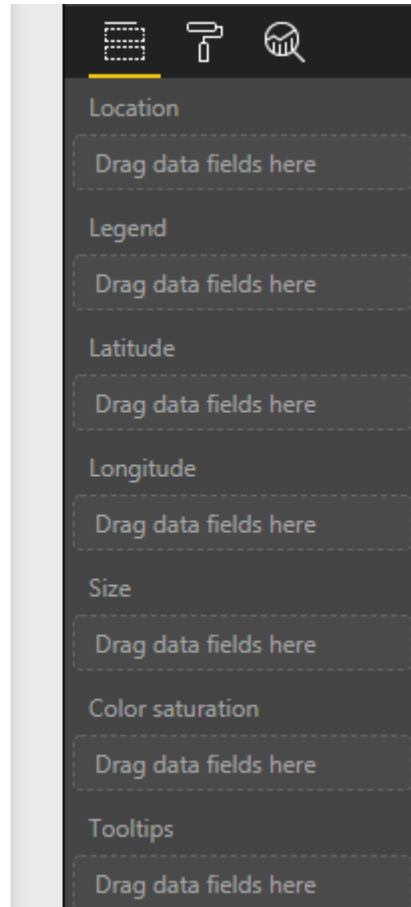 Location
Drag data fields here
Legend
Drag data fields here
Latitude
Drag data fields here
Longitude
Drag data fields here
Size
Drag data fields here
Color saturation
Drag data fields here
Tooltips
Drag data fields here